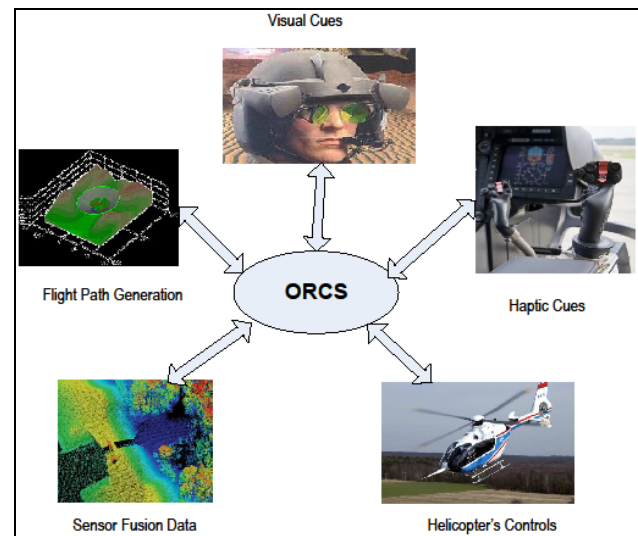 Visual Cues
Flight Path Generation
ORCS
Haptic Cues
Sensor Fusion Data
Helicopter's Controls